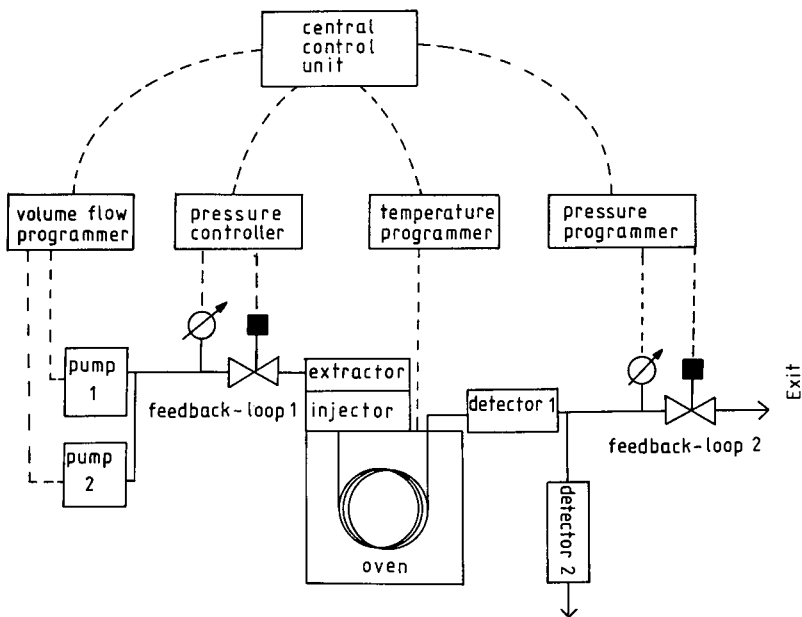 central
control
unit
volume flow
programmer
pressure
controller
temperature
programmer
pressure
programmer
pump
1
pump
2
feedback-loop 1
extractor
injector
oven
detector 1
detector 2
feedback-loop 2
Exit